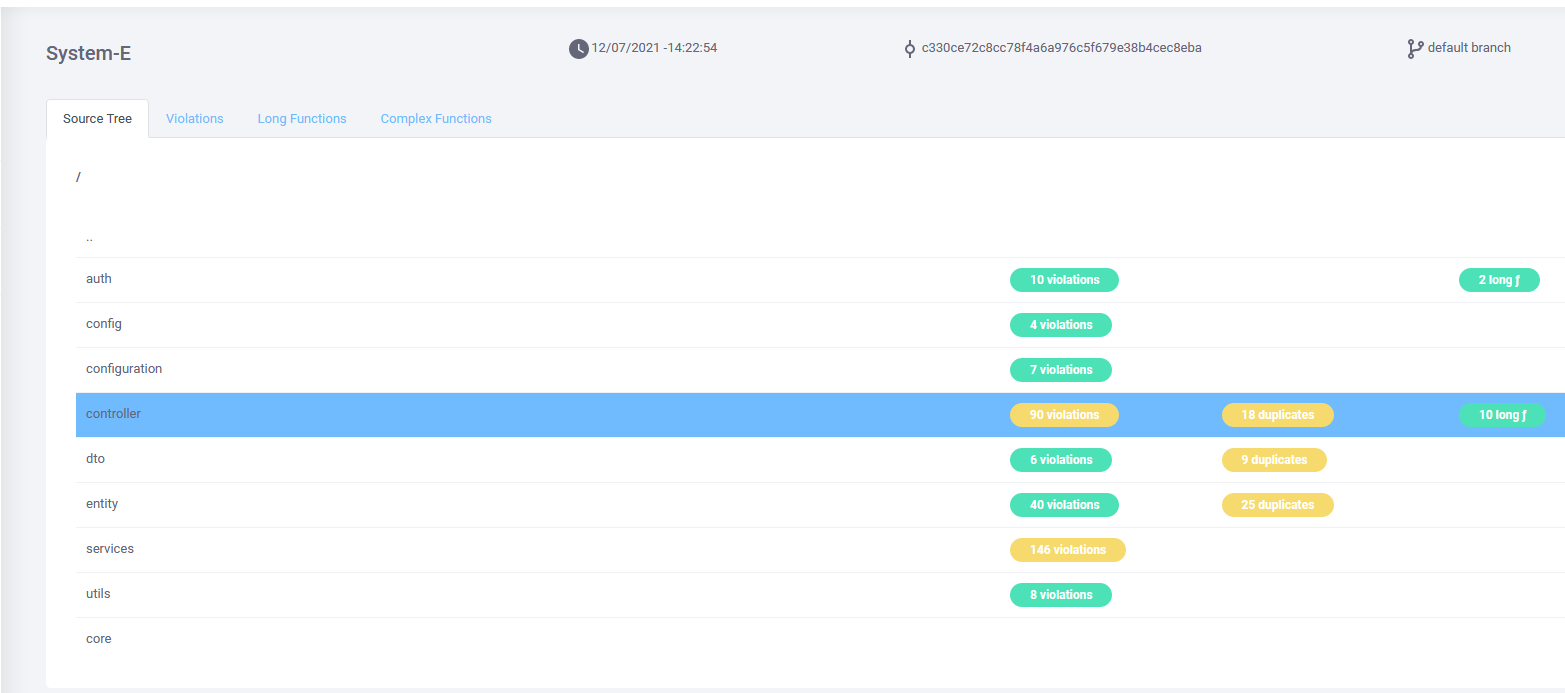 System-E
12/07/2021 -14:22:54
c330ce72c8cc78f4a6a976c5f679e38b4cec8eba
default branch
Source Tree Violations Long Functions Complex Functions
/
..
auth 10 violations 2 long ƒ
config 4 violations
configuration 7 violations
controller 90 violations 18 duplicates 10 long ƒ
dto 6 violations 9 duplicates
entity 40 violations 25 duplicates
services 146 violations
utils 8 violations
core